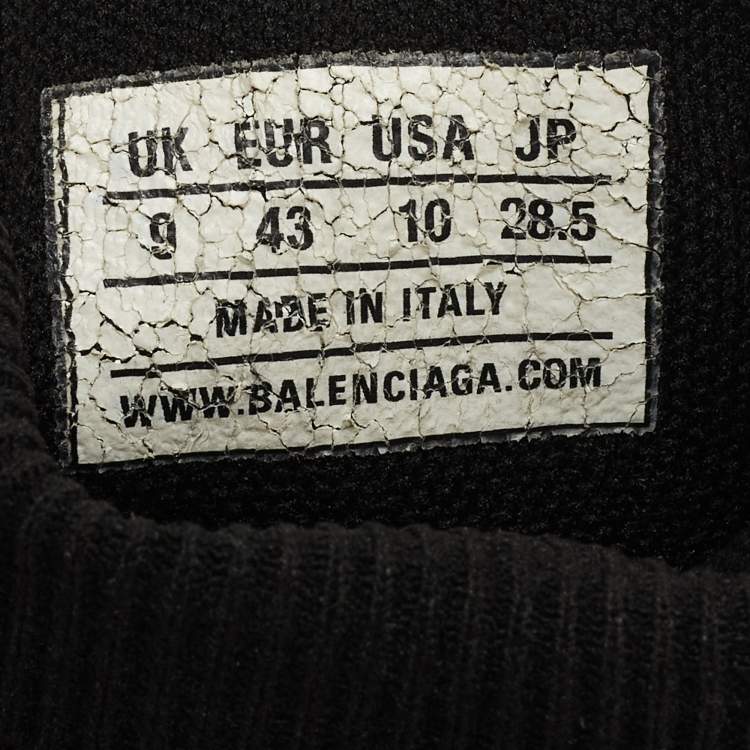 UK EUR USA JP
9 43 10 28.5
MADE IN ITALY
WWW.BALENCIAGA.COM